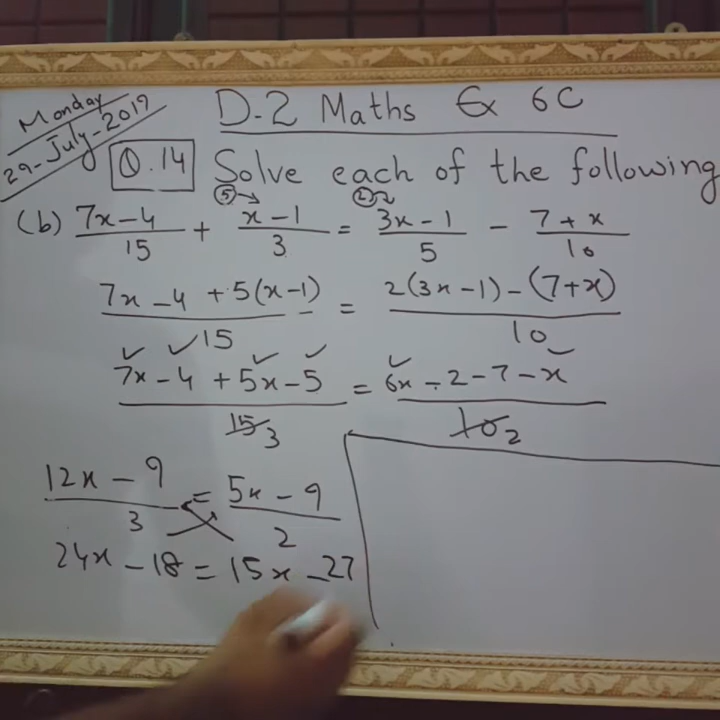 Monday
29-July-2019
D-2 Maths Ex 6C
Q.14 Solve each of the following
⑤ ②
(b) (7x-4)/15 + (x-1)/3 = (3x-1)/5 - (7+x)/10
(7x-4+5(x-1))/15 = (2(3x-1)-(7+x))/10
(7x-4+5x-5)/15 3 = (6x-2-7-x)/10 2
(12x-9)/3 = (5x-9)/2
24x-18=15x-27